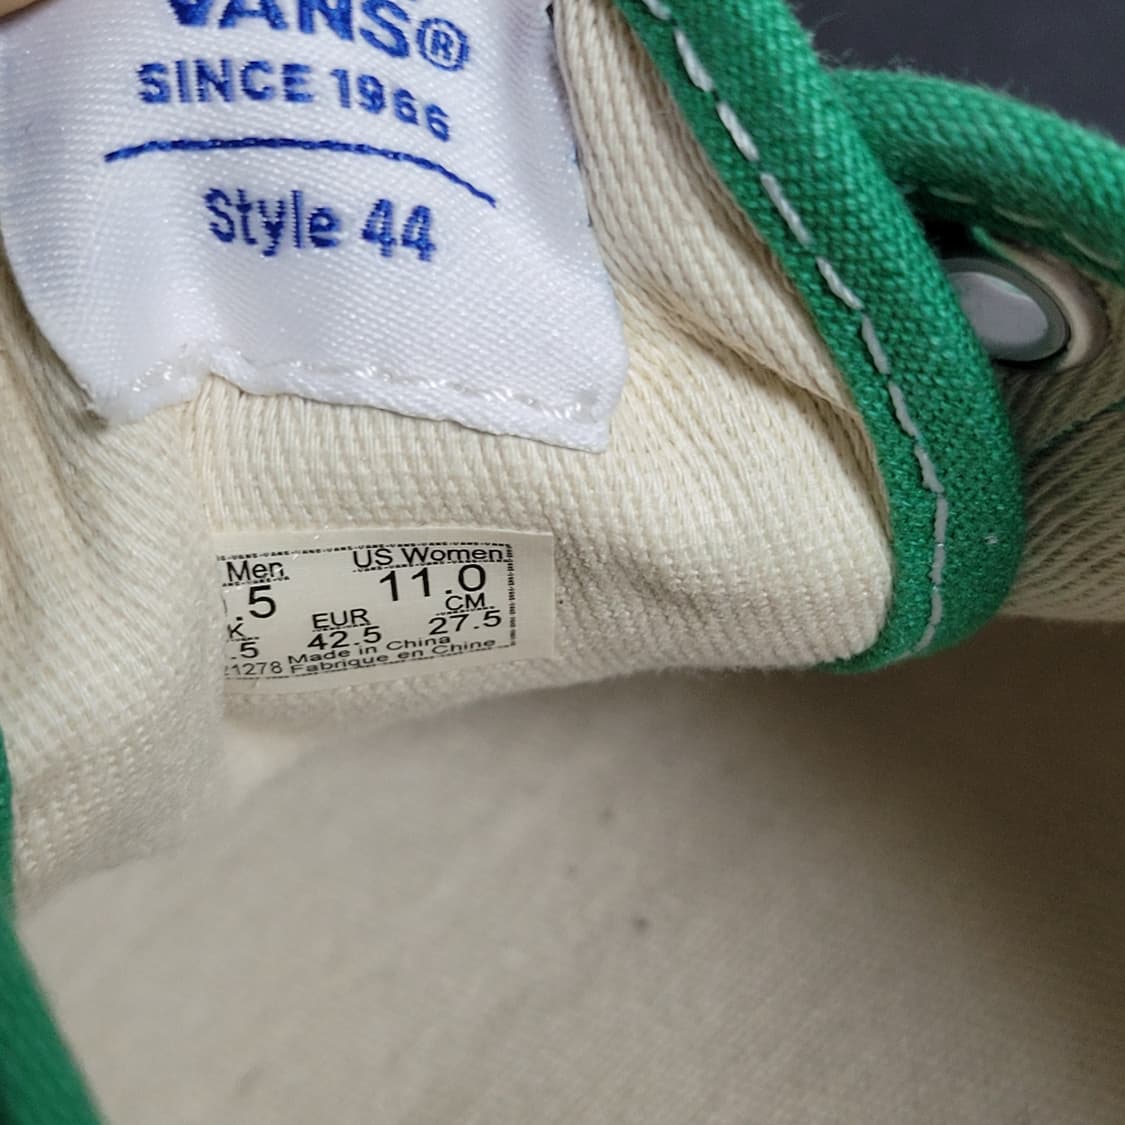 VANS®
SINCE 1966
Style 44
Men US Women
.5 11.0
K EUR CM
.5 42.5 27.5
Made in China
1278 Fabrique en Chine